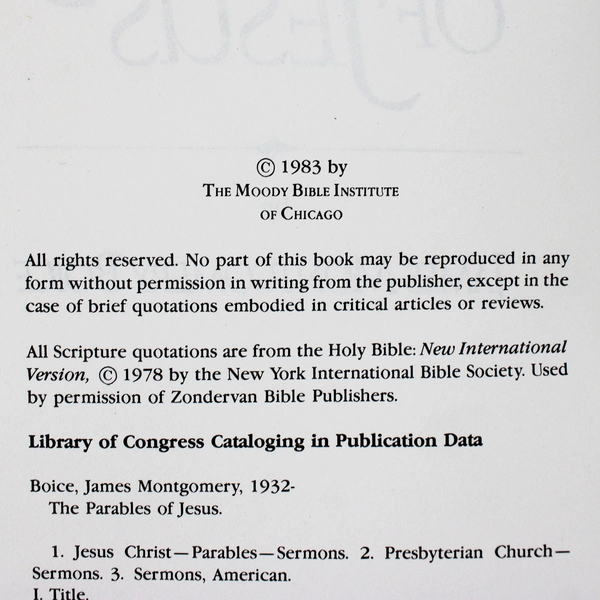 OF JESUS
© 1983 by
THE MOODY BIBLE INSTITUTE
OF CHICAGO
All rights reserved. No part of this book may be reproduced in any
form without permission in writing from the publisher, except in the
case of brief quotations embodied in critical articles or reviews.
All Scripture quotations are from the Holy Bible: New International
Version, © 1978 by the New York International Bible Society. Used
by permission of Zondervan Bible Publishers.
Library of Congress Cataloging in Publication Data
Boice, James Montgomery, 1932-
The Parables of Jesus.
1. Jesus Christ—Parables—Sermons. 2. Presbyterian Church—
Sermons. 3. Sermons, American.
I. Title.